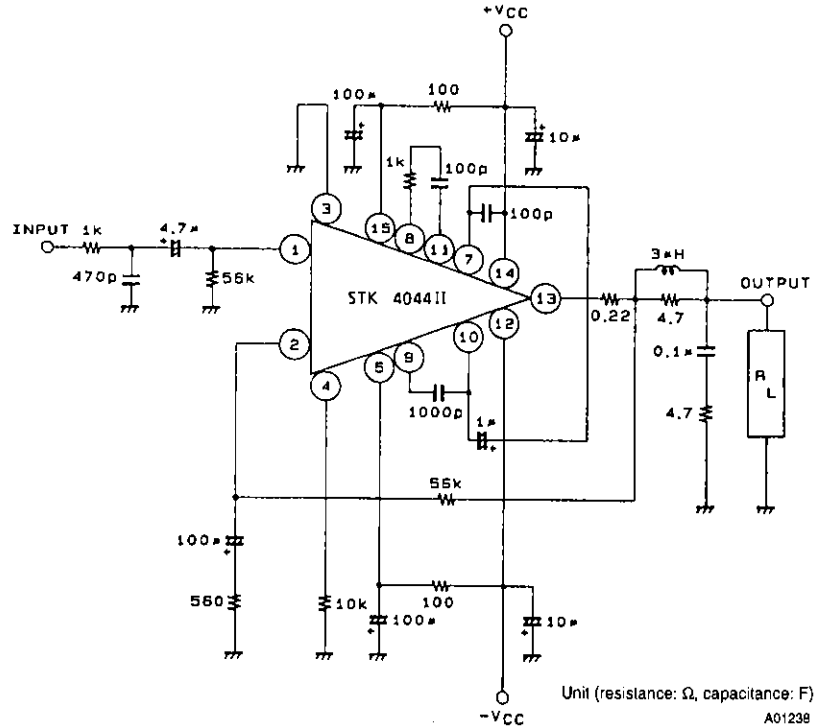 +VCC
100µ
100
10µ
1k
100p
100p
3
15
8
11
7
14
INPUT
1k
4.7µ
470p
56k
1
STK 4044II
13
0.22
3µH
4.7
OUTPUT
0.1µ
4.7
RL
2
4
5
9
10
12
1000p
1µ
56k
100µ
560
10k
100µ
100
10µ
-VCC
Unit (resistance: Ω, capacitance: F)
A01239
+
+
+
+
+
+
+